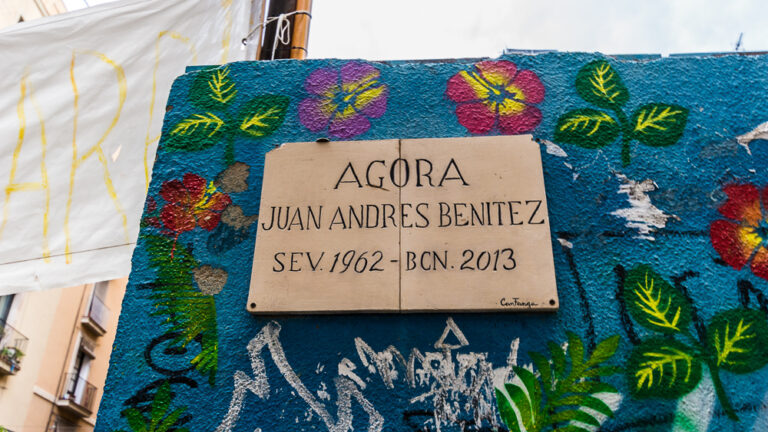 AGORA
JUAN ANDRES BENITEZ
SEV. 1962 - BCN. 2013